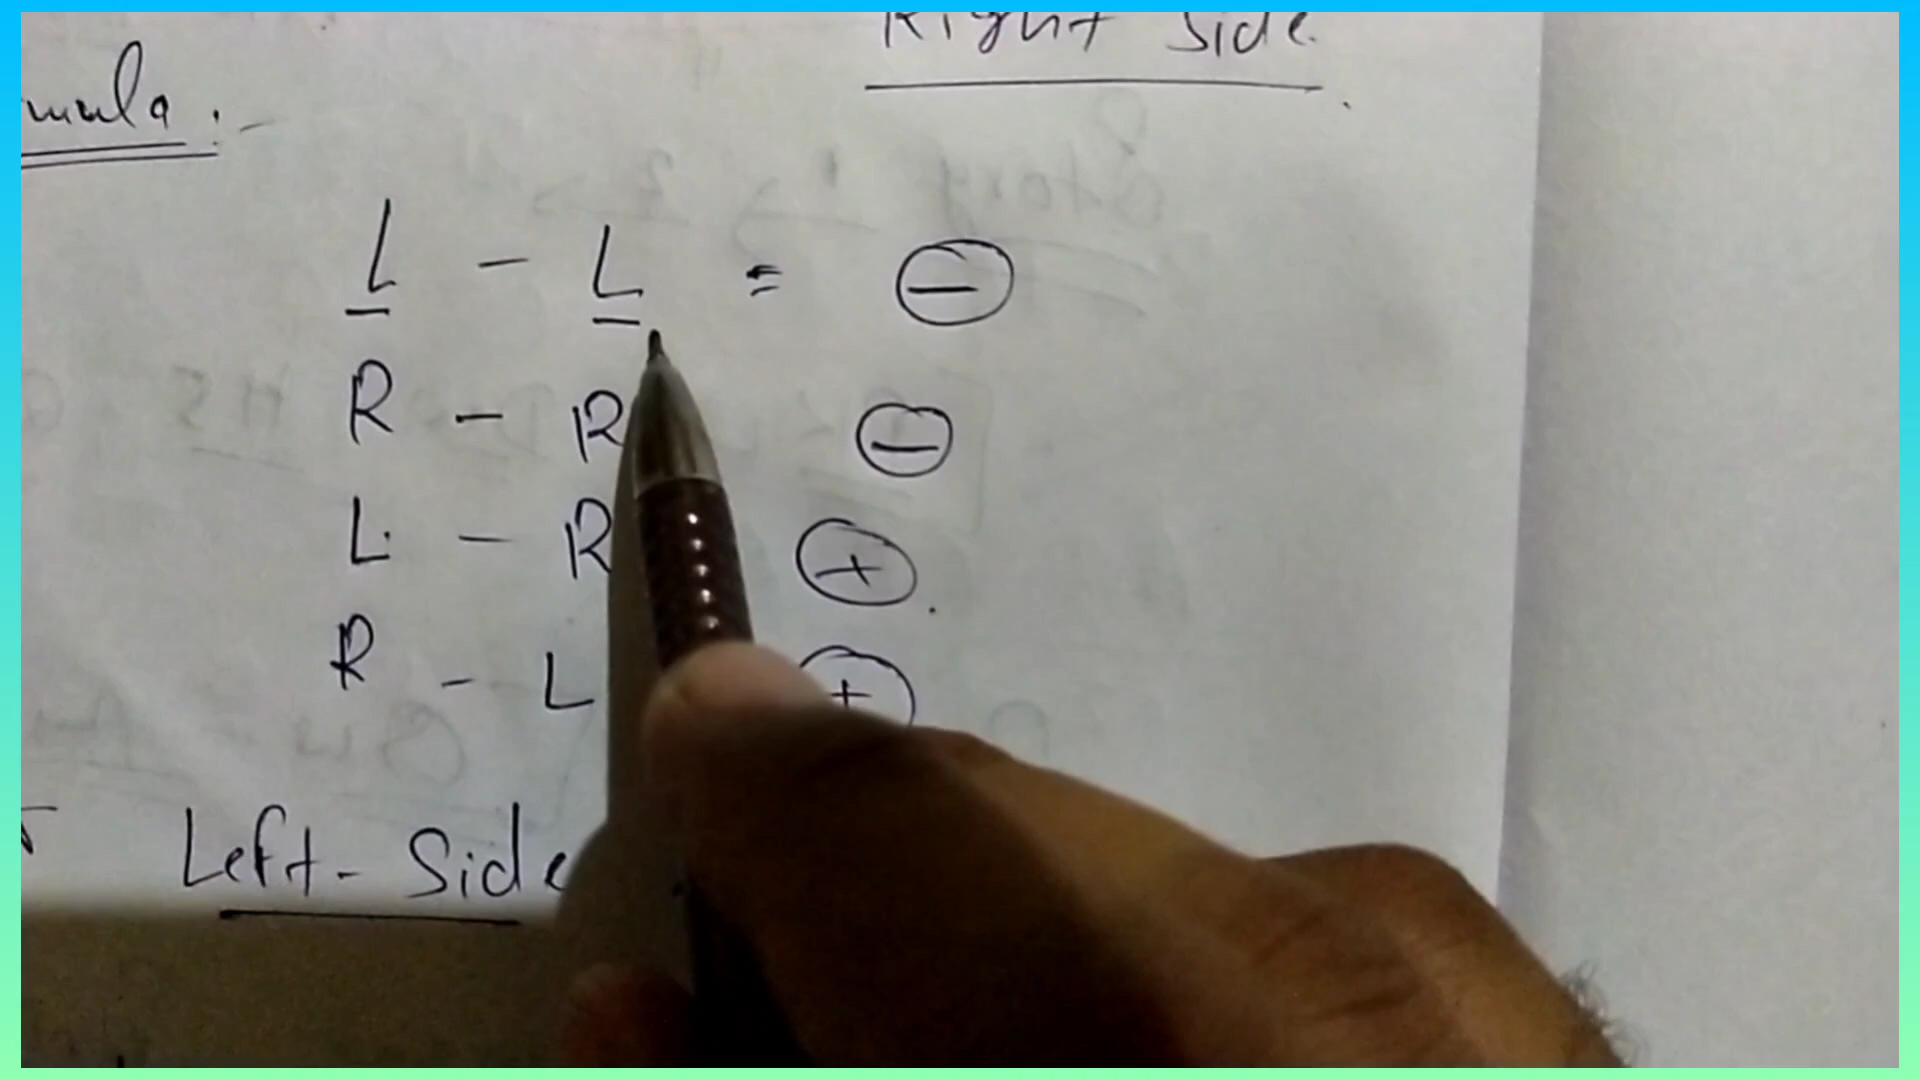 Right Side.
mula :-
L - L = ⊖
R - R ⊖
L - R ⊕.
R - L ⊕
Left - Side